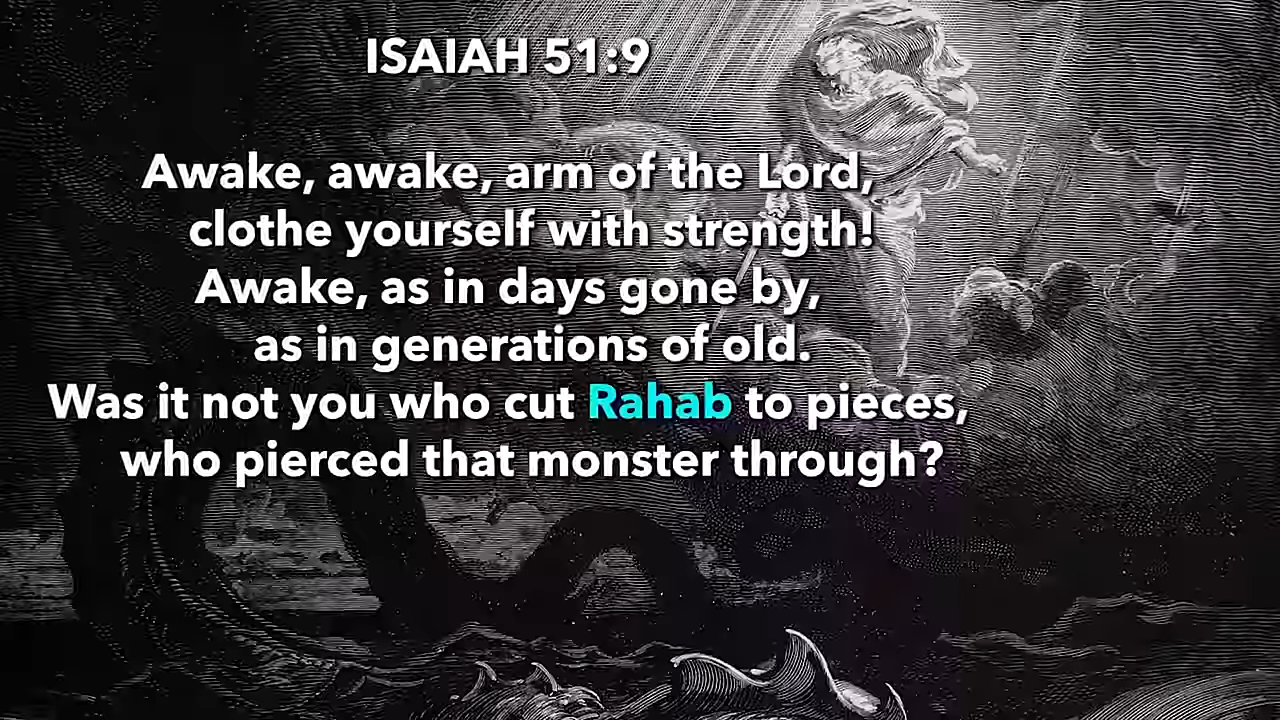 ISAIAH 51:9
Awake, awake, arm of the Lord,
clothe yourself with strength!
Awake, as in days gone by,
as in generations of old.
Was it not you who cut Rahab to pieces,
who pierced that monster through?